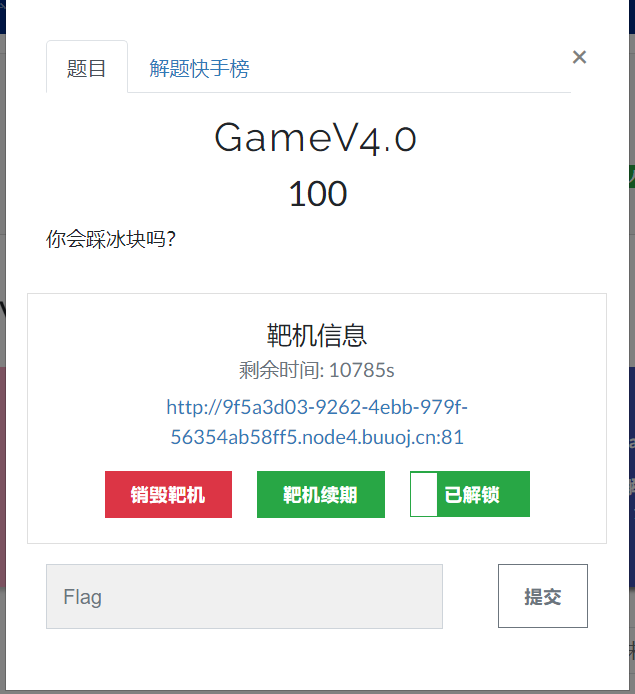 题目
解题快手榜
×
GameV4.0
100
你会踩冰块吗？
靶机信息
剩余时间: 10785s
http://9f5a3d03-9262-4ebb-979f-
56354ab58ff5.node4.buuoj.cn:81
销毁靶机
靶机续期
已解锁
Flag
提交